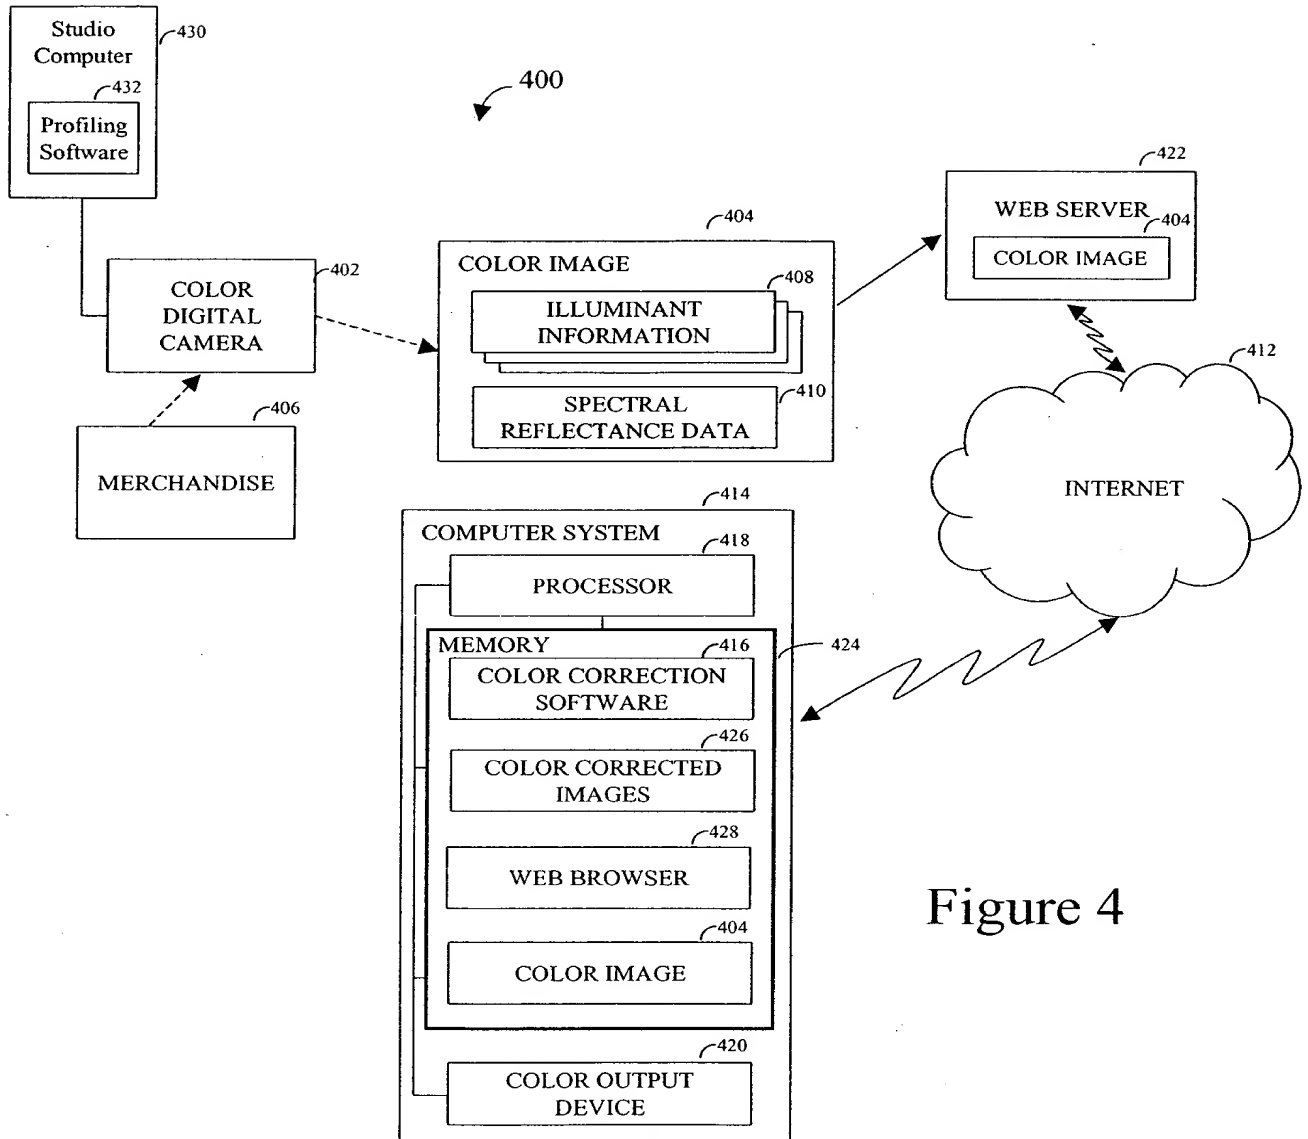 Studio
Computer
430
432
Profiling
Software
400
422
WEB SERVER
404
COLOR IMAGE
402
COLOR
DIGITAL
CAMERA
404
COLOR IMAGE
408
ILLUMINANT
INFORMATION
410
SPECTRAL
REFLECTANCE DATA
406
MERCHANDISE
412
INTERNET
414
COMPUTER SYSTEM
418
PROCESSOR
MEMORY
424
416
COLOR CORRECTION
SOFTWARE
426
COLOR CORRECTED
IMAGES
428
WEB BROWSER
404
COLOR IMAGE
420
COLOR OUTPUT
DEVICE
Figure 4